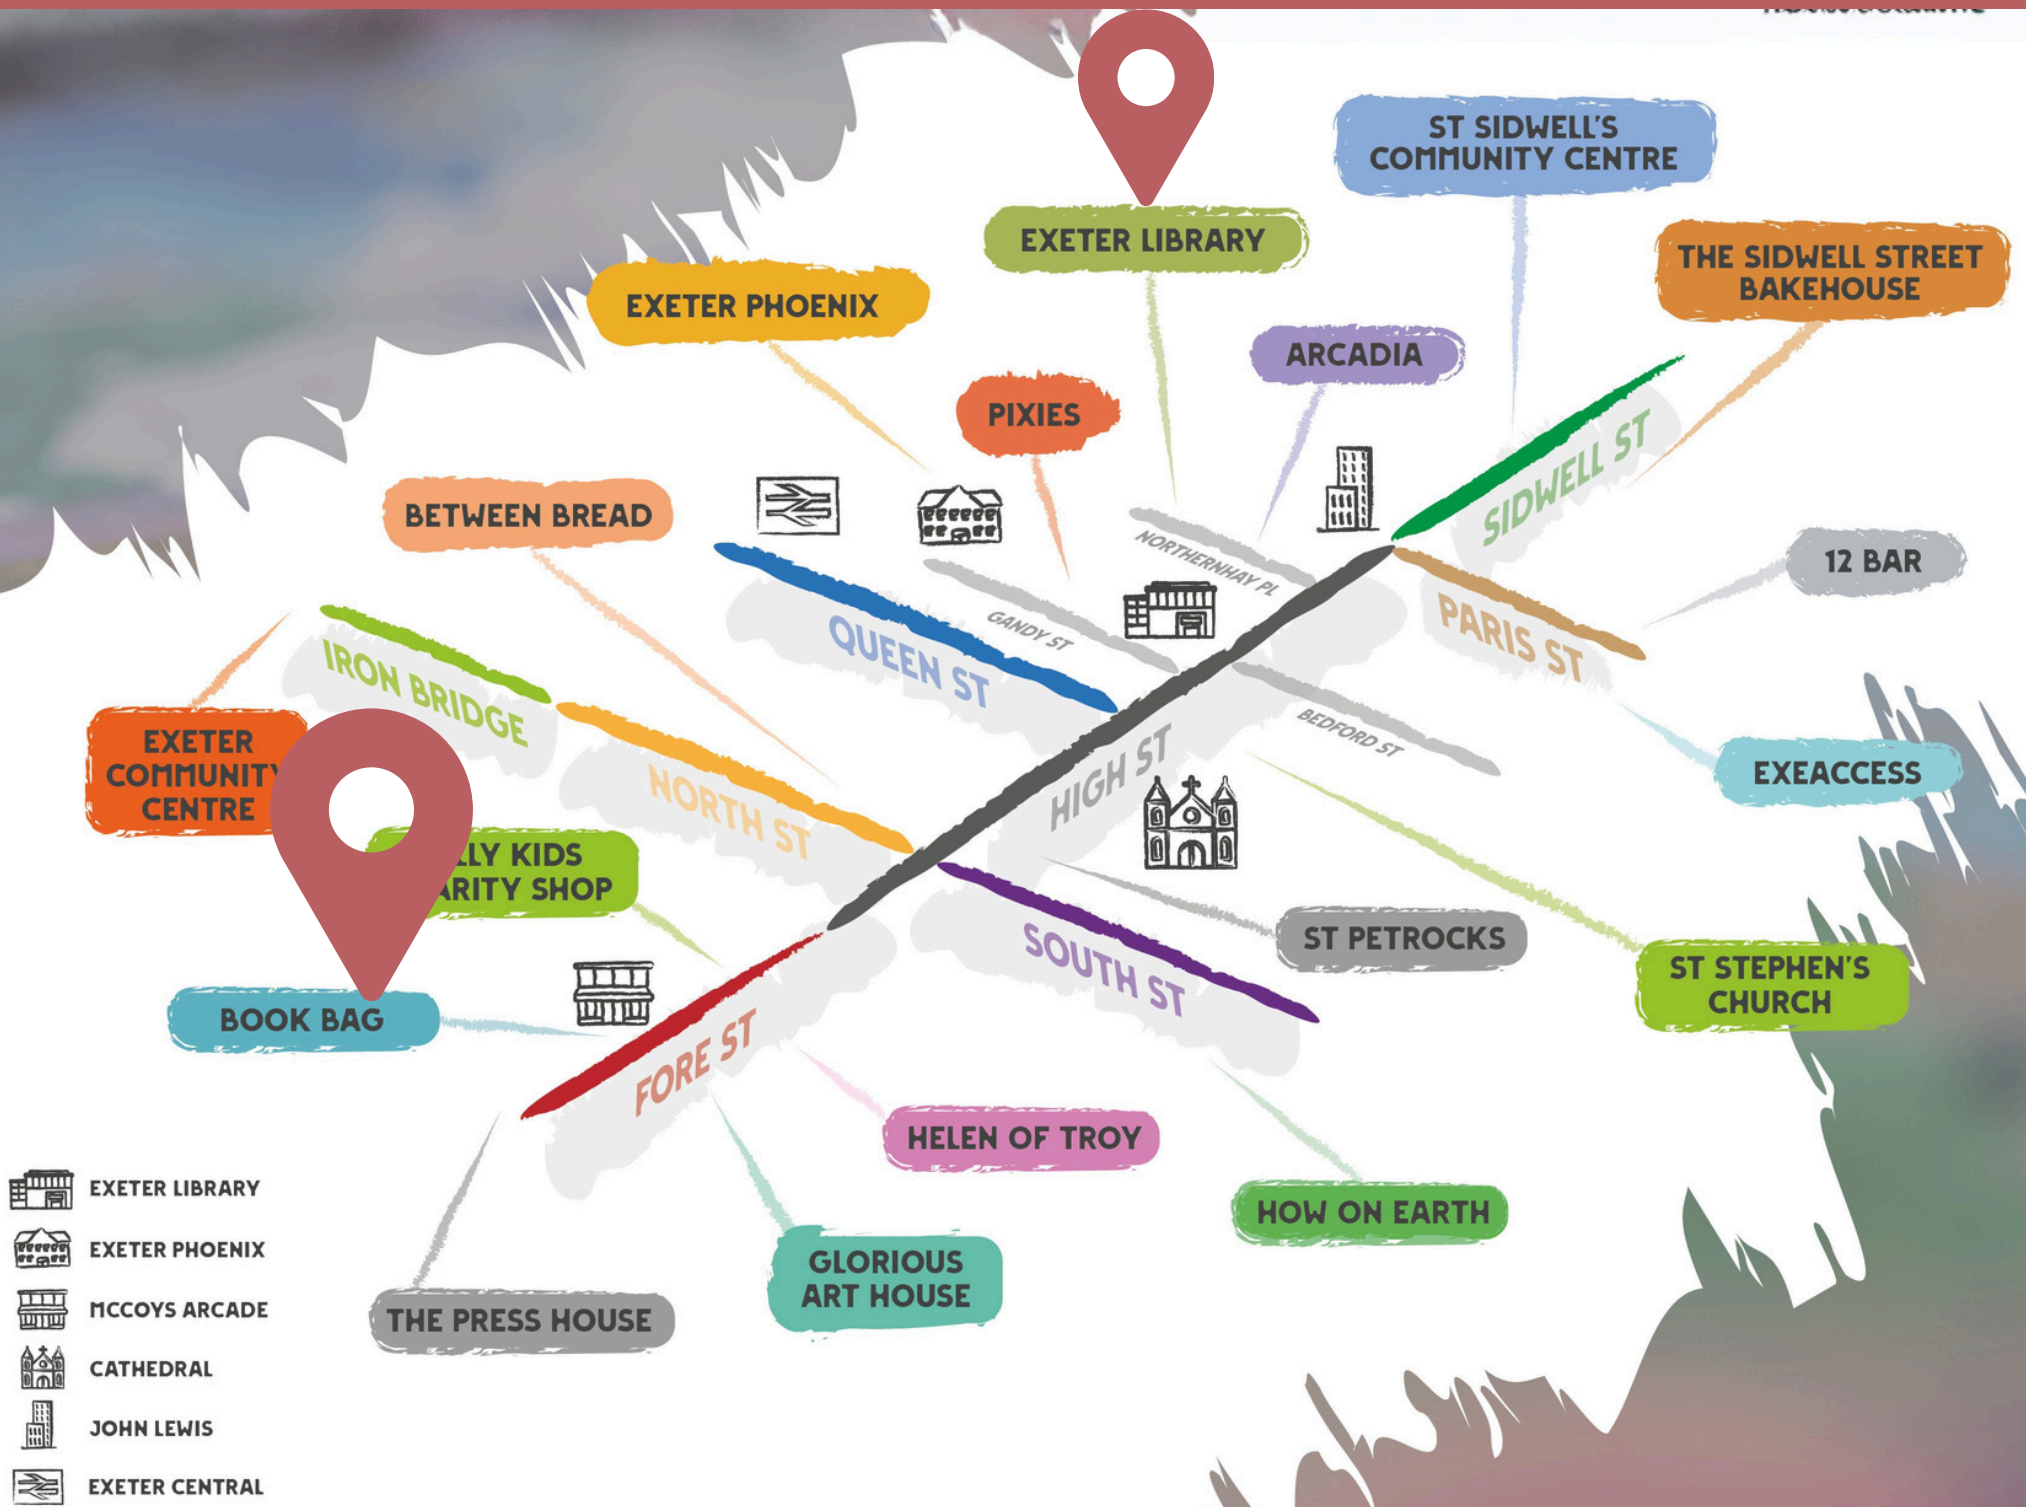 ST SIDWELL'S
COMMUNITY CENTRE
EXETER LIBRARY
THE SIDWELL STREET
BAKEHOUSE
EXETER PHOENIX
ARCADIA
PIXIES
BETWEEN BREAD
SIDWELL ST
NORTHERNHAY PL
12 BAR
GANDY ST
PARIS ST
QUEEN ST
IRON BRIDGE
BEDFORD ST
EXETER
COMMUNITY
CENTRE
HIGH ST
EXEACCESS
NORTH ST
LLY KIDS
ARITY SHOP
ST PETROCKS
SOUTH ST
ST STEPHEN'S
CHURCH
BOOK BAG
FORE ST
HELEN OF TROY
HOW ON EARTH
GLORIOUS
ART HOUSE
THE PRESS HOUSE
EXETER LIBRARY
EXETER PHOENIX
MCCOYS ARCADE
CATHEDRAL
JOHN LEWIS
EXETER CENTRAL